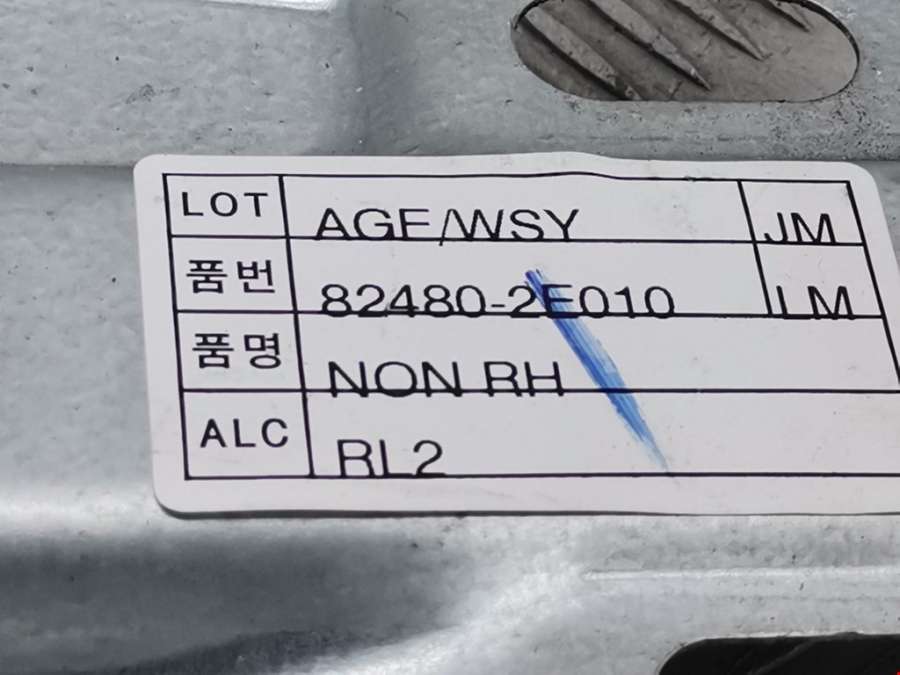 LOT AGE/WSY JM
품번 82480-2E010 LM
품명 NON RH
ALC RL2